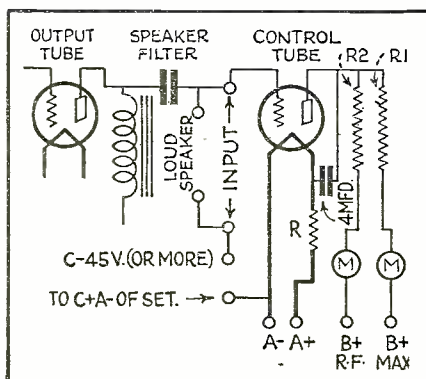 OUTPUT
TUBE
SPEAKER
FILTER
CONTROL
TUBE
R2
R1
LOUD
SPEAKER
INPUT
4MFD.
R
M
M
C-45V.(OR MORE)
TO C+A-OF SET.
A-
A+
B+
R.F.
B+
MAX